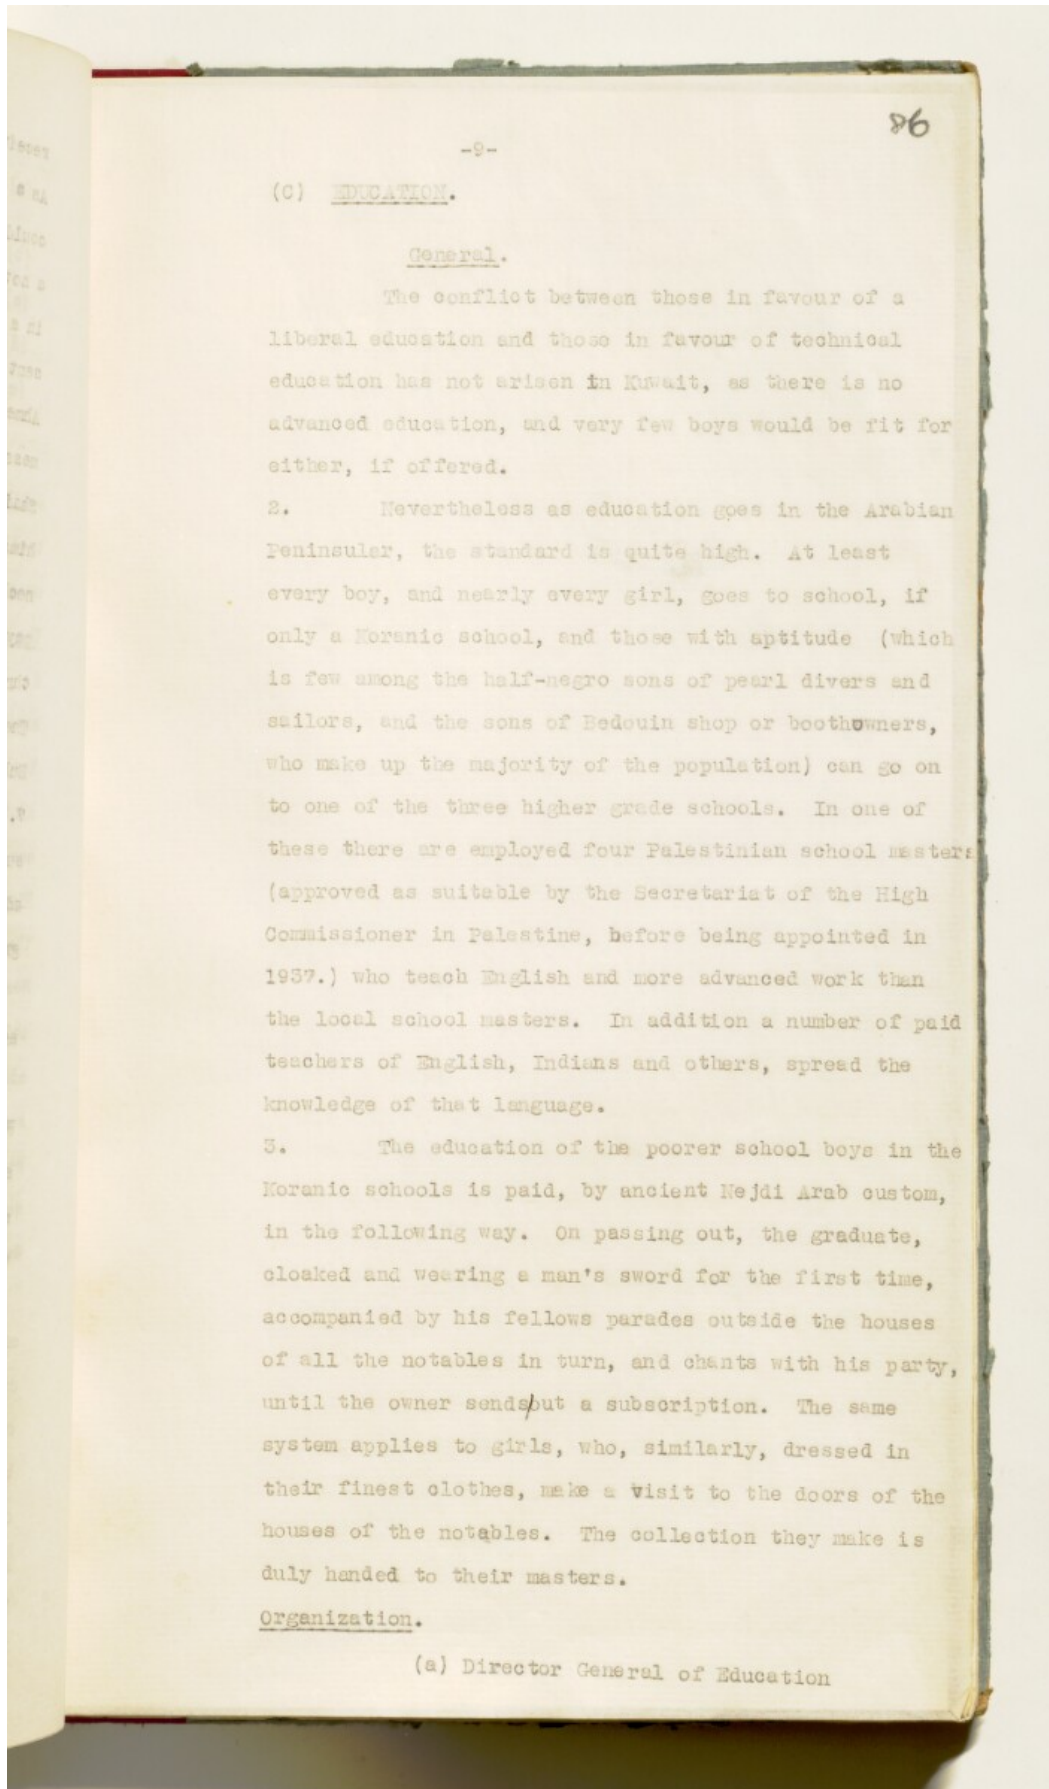 86
-9-
(C) EDUCATION.
General.
The conflict between those in favour of a
liberal education and those in favour of technical
education has not arisen in Kuwait, as there is no
advanced education, and very few boys would be fit for
either, if offered.
2. Nevertheless as education goes in the Arabian
Peninsular, the standard is quite high. At least
every boy, and nearly every girl, goes to school, if
only a Koranic school, and those with aptitude (which
is few among the half-negro sons of pearl divers and
sailors, and the sons of Bedouin shop or boothowners,
who make up the majority of the population) can go on
to one of the three higher grade schools. In one of
these there are employed four Palestinian school masters
(approved as suitable by the Secretariat of the High
Commissioner in Palestine, before being appointed in
1937.) who teach English and more advanced work than
the local school masters. In addition a number of paid
teachers of English, Indians and others, spread the
knowledge of that language.
3. The education of the poorer school boys in the
Koranic schools is paid, by ancient Nejdi Arab custom,
in the following way. On passing out, the graduate,
cloaked and wearing a man's sword for the first time,
accompanied by his fellows parades outside the houses
of all the notables in turn, and chants with his party,
until the owner sends/out a subscription. The same
system applies to girls, who, similarly, dressed in
their finest clothes, make a visit to the doors of the
houses of the notables. The collection they make is
duly handed to their masters.
Organization.
(a) Director General of Education